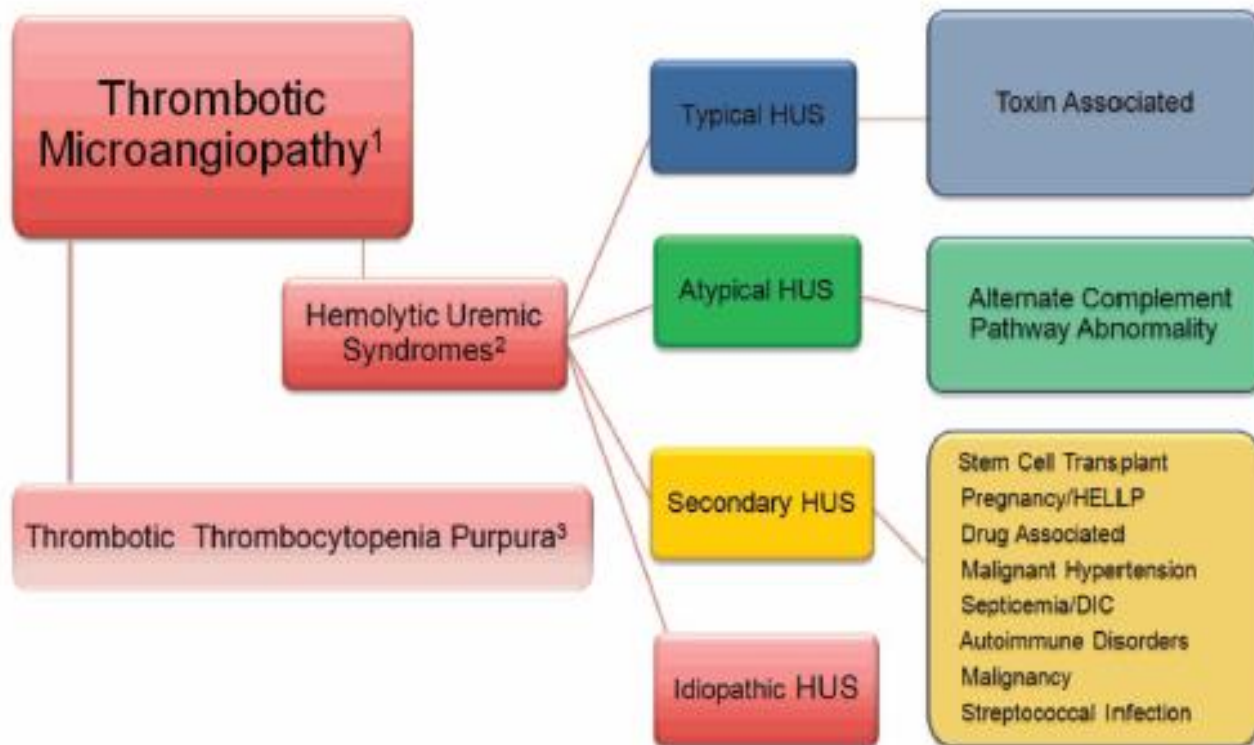 Thrombotic
Microangiopathy¹
Hemolytic Uremic
Syndromes²
Thrombotic Thrombocytopenia Purpura³
Typical HUS
Toxin Associated
Atypical HUS
Alternate Complement
Pathway Abnormality
Secondary HUS
Stem Cell Transplant
Pregnancy/HELLP
Drug Associated
Malignant Hypertension
Septicemia/DIC
Autoimmune Disorders
Malignancy
Streptococcal Infection
Idiopathic HUS